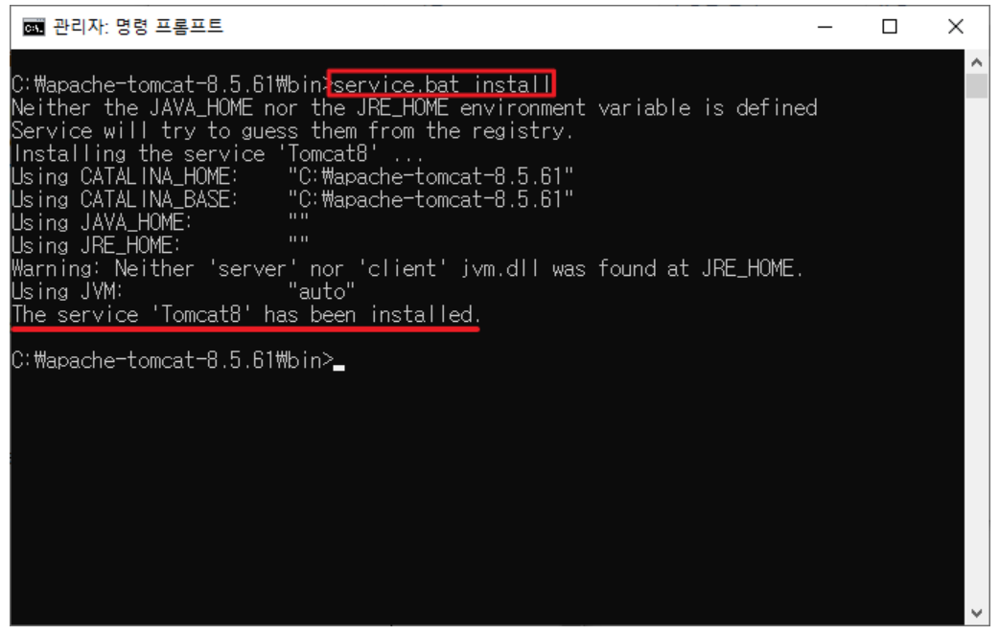 관리자: 명령 프롬프트
C:₩apache-tomcat-8.5.61₩bin>service.bat install
Neither the JAVA_HOME nor the JRE_HOME environment variable is defined
Service will try to guess them from the registry.
Installing the service 'Tomcat8' ...
Using CATALINA_HOME:    "C:₩apache-tomcat-8.5.61"
Using CATALINA_BASE:    "C:₩apache-tomcat-8.5.61"
Using JAVA_HOME:        ""
Using JRE_HOME:         ""
Warning: Neither 'server' nor 'client' jvm.dll was found at JRE_HOME.
Using JVM:              "auto"
The service 'Tomcat8' has been installed.
C:₩apache-tomcat-8.5.61₩bin>